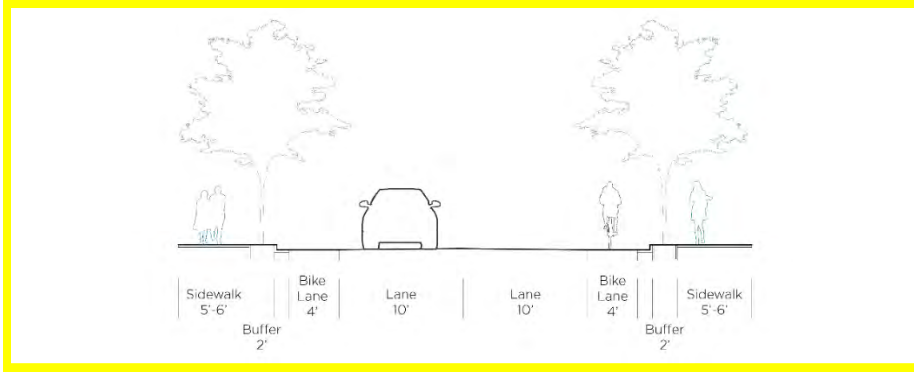 Sidewalk
5'-6'
Buffer
2'
Bike
Lane
4'
Lane
10'
Lane
10'
Bike
Lane
4'
Buffer
2'
Sidewalk
5'-6'